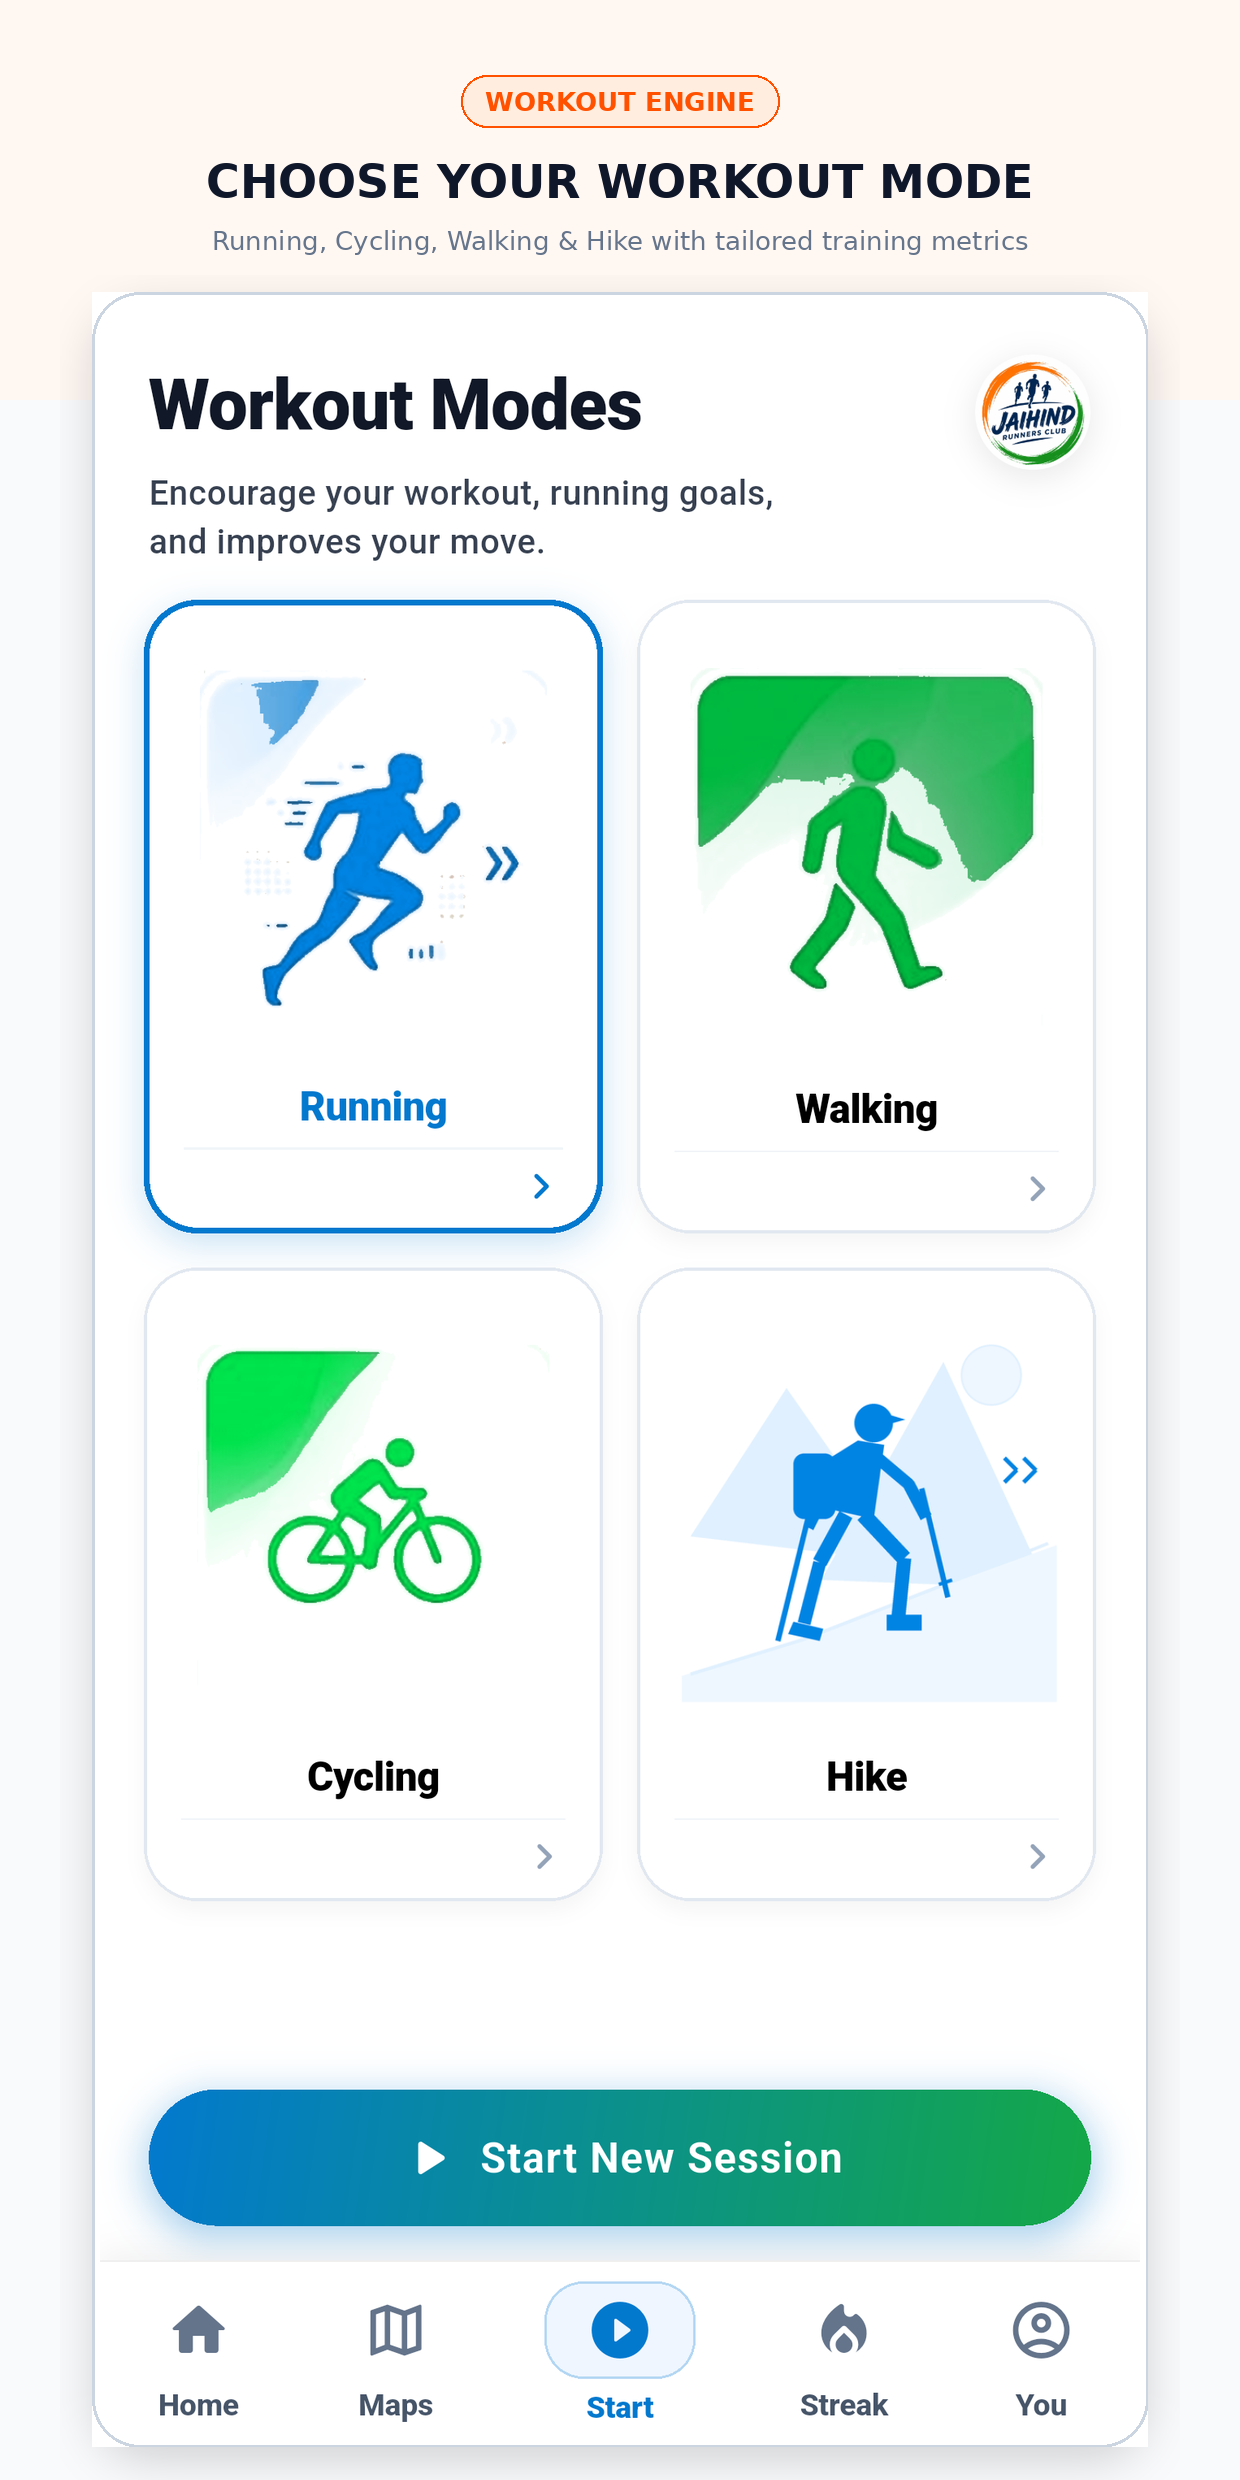 WORKOUT ENGINE
CHOOSE YOUR WORKOUT MODE
Running, Cycling, Walking & Hike with tailored training metrics
Workout Modes
JAIHIND
RUNNERS CLUB
Encourage your workout, running goals,
and improves your move.
Running
Walking
Cycling
Hike
Start New Session
Home
Maps
Start
Streak
You